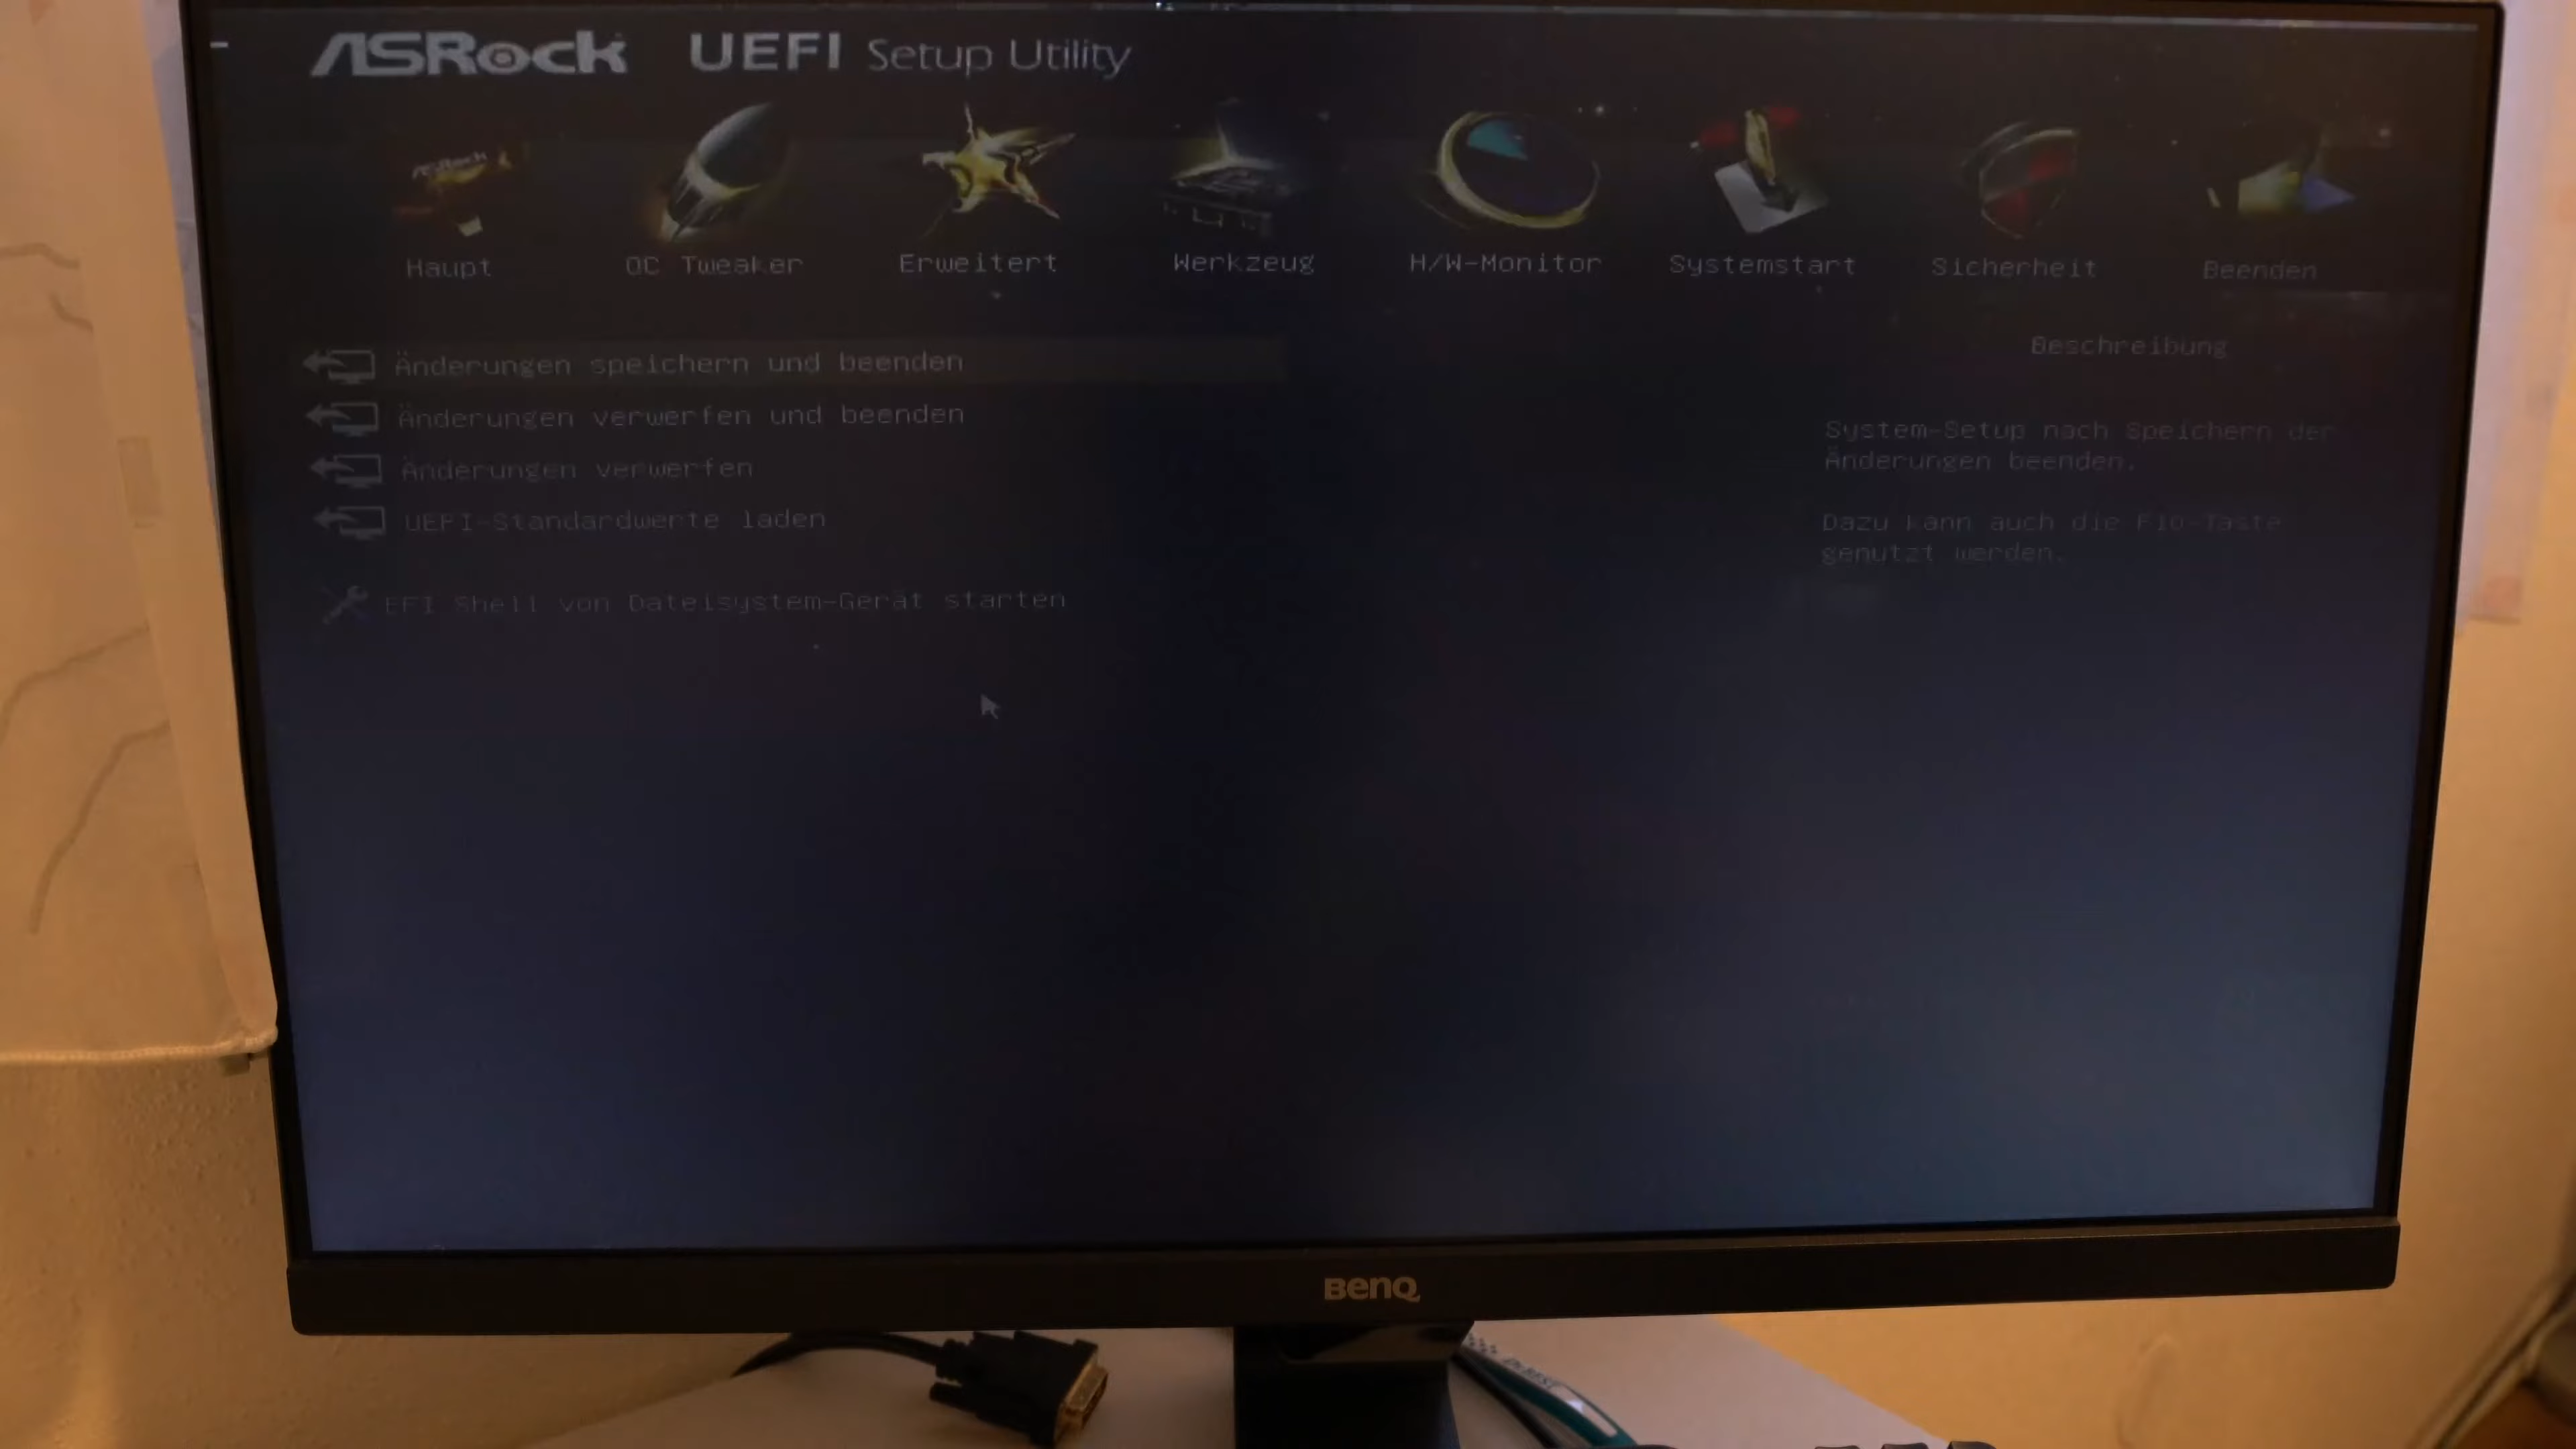 ASRock UEFI Setup Utility
ASRock
Haupt OC Tweaker Erweitert Werkzeug H/W-Monitor Systemstart Sicherheit Beenden
Änderungen speichern und beenden
Änderungen verwerfen und beenden
Änderungen verwerfen
UEFI-Standardwerte laden
EFI Shell von Dateisystem-Gerät starten
Beschreibung
System-Setup nach Speichern der
Änderungen beenden.
Dazu kann auch die F10-Taste
genutzt werden.
BenQ